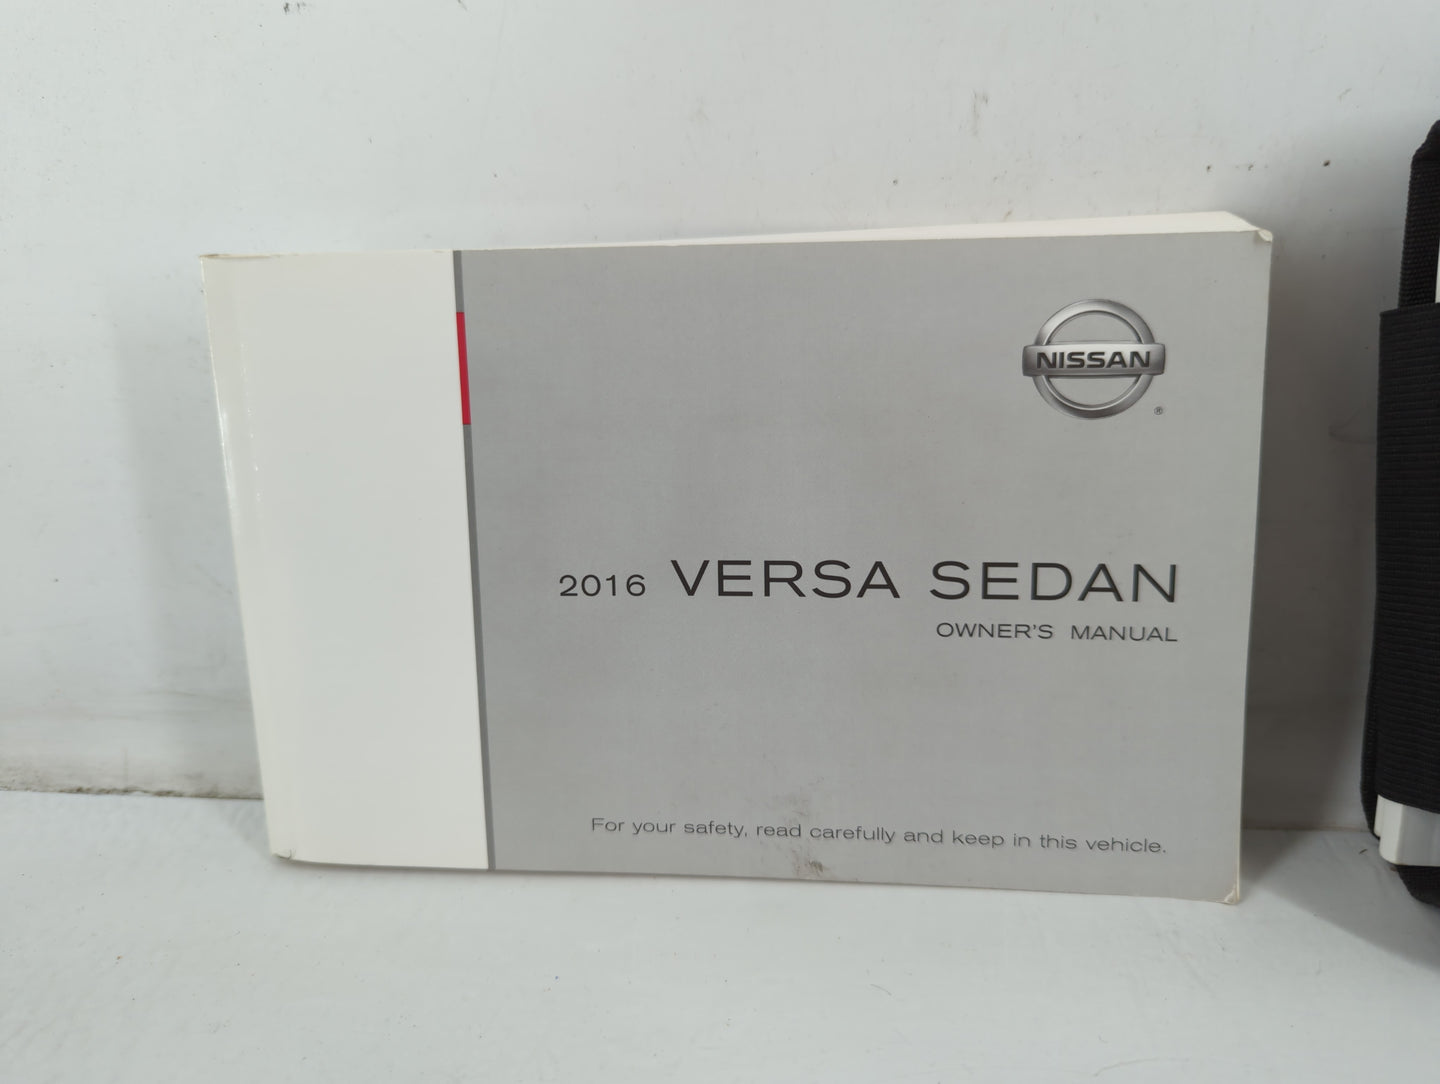 NISSAN
®
2016 VERSA SEDAN
OWNER'S MANUAL
For your safety, read carefully and keep in this vehicle.